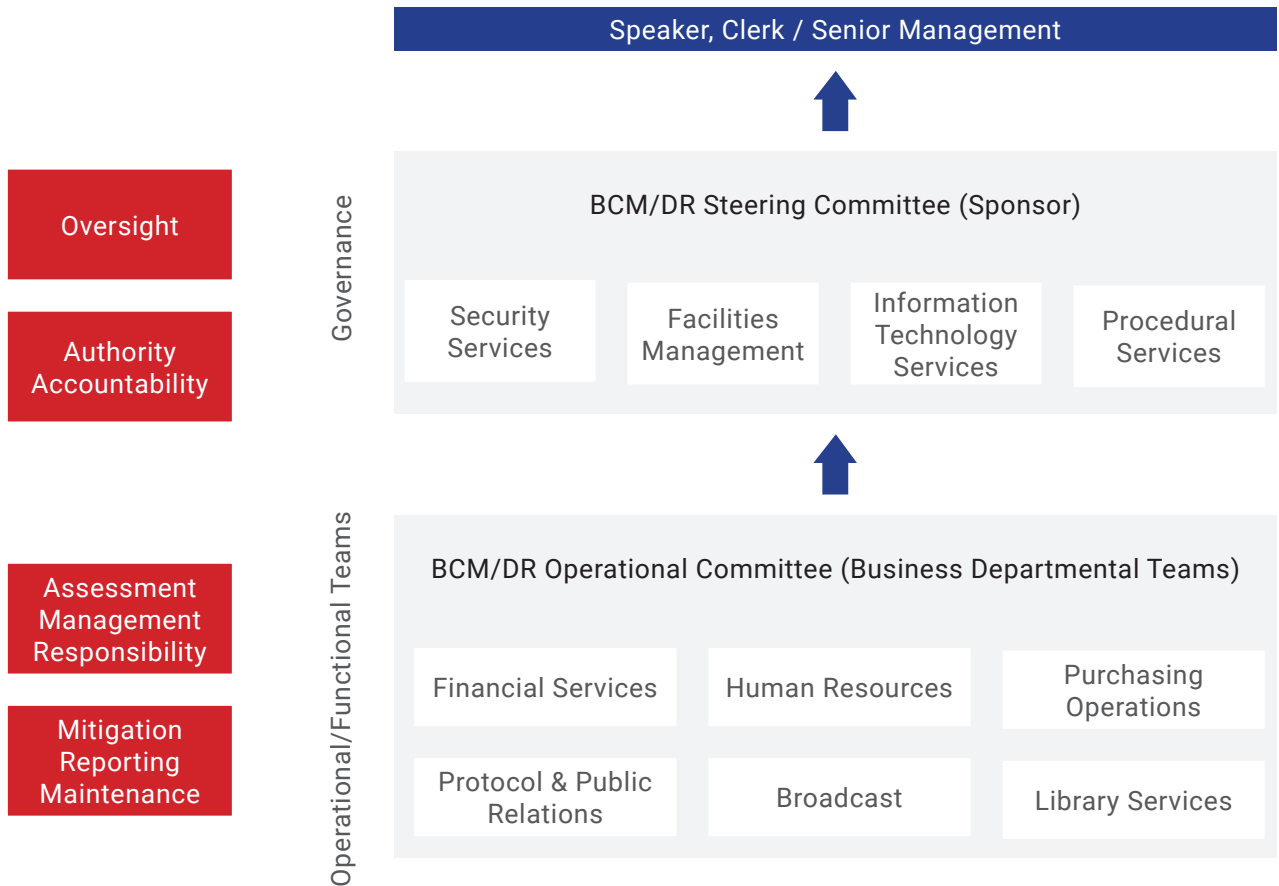 Speaker, Clerk / Senior Management
Oversight
Authority
Accountability
Governance
BCM/DR Steering Committee (Sponsor)
Security
Services
Facilities
Management
Information
Technology
Services
Procedural
Services
Assessment
Management
Responsibility
Mitigation
Reporting
Maintenance
Operational/Functional Teams
BCM/DR Operational Committee (Business Departmental Teams)
Financial Services
Human Resources
Purchasing
Operations
Protocol & Public
Relations
Broadcast
Library Services